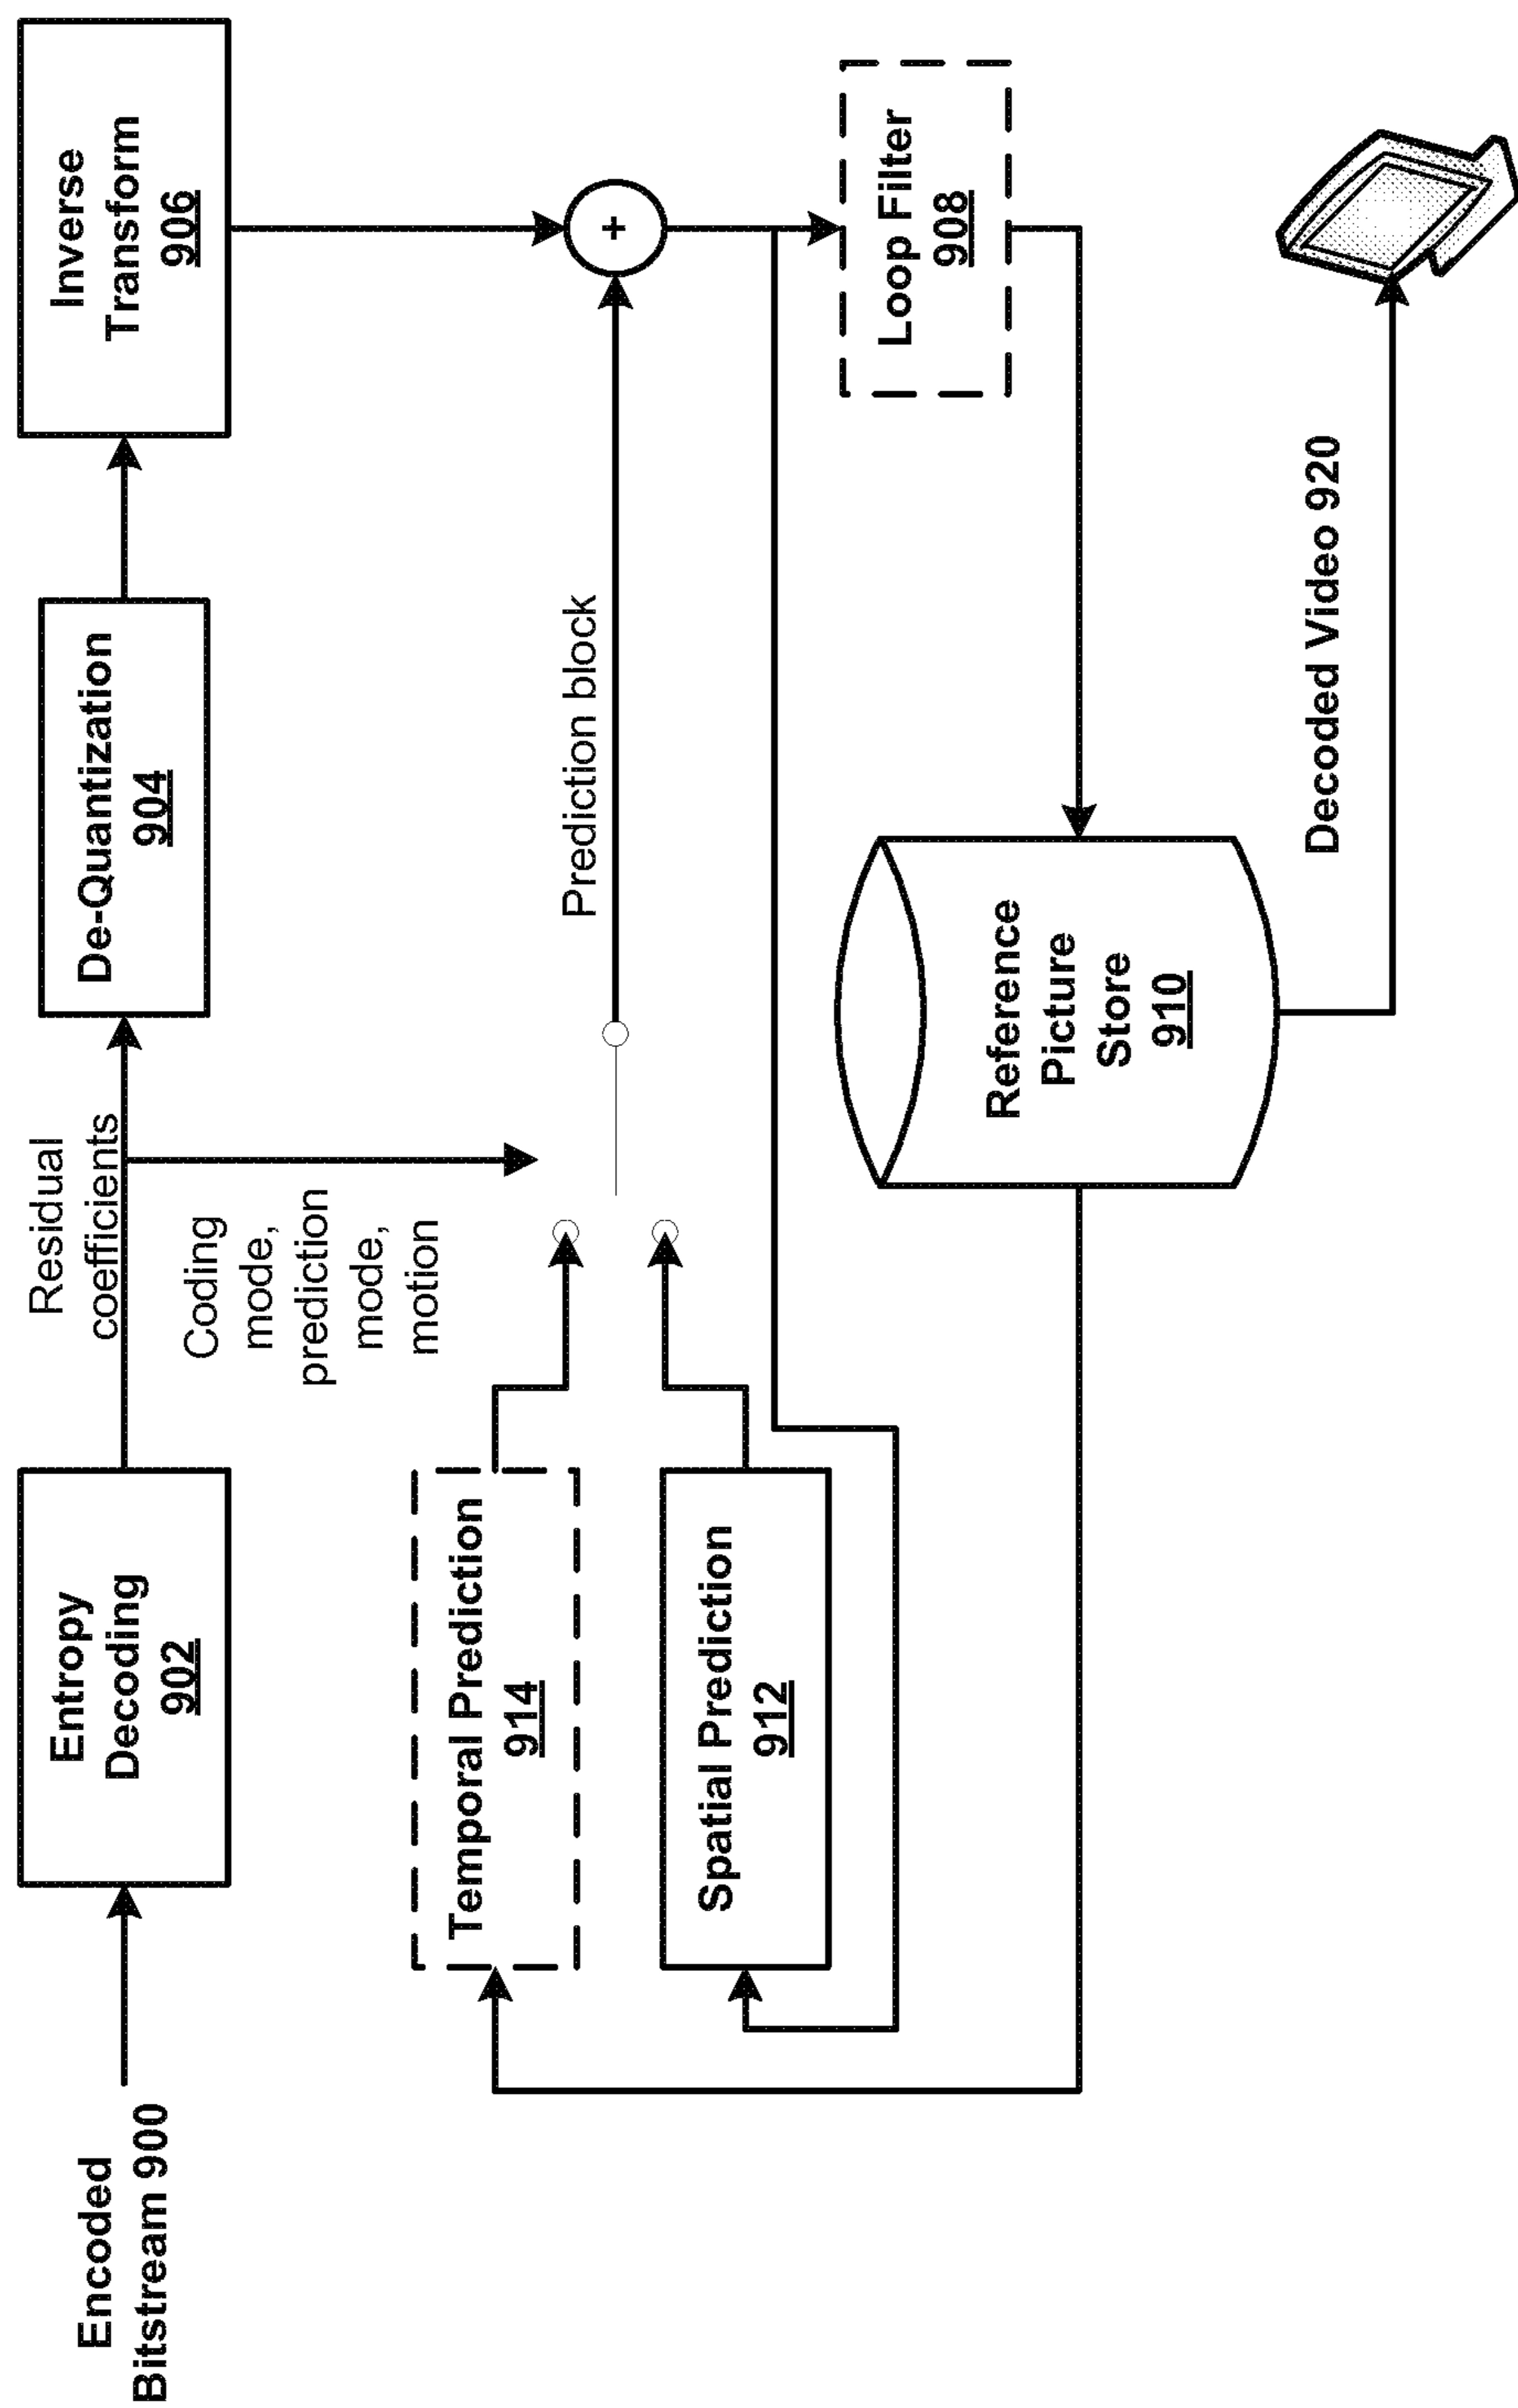 Encoded
Bitstream 900
Entropy
Decoding
902
Residual
coefficients
De-Quantization
904
Inverse
Transform
906
Coding
mode,
prediction
mode,
motion
Temporal Prediction
914
Prediction block
+
Spatial Prediction
912
Loop Filter
908
Reference
Picture
Store
910
Decoded Video 920